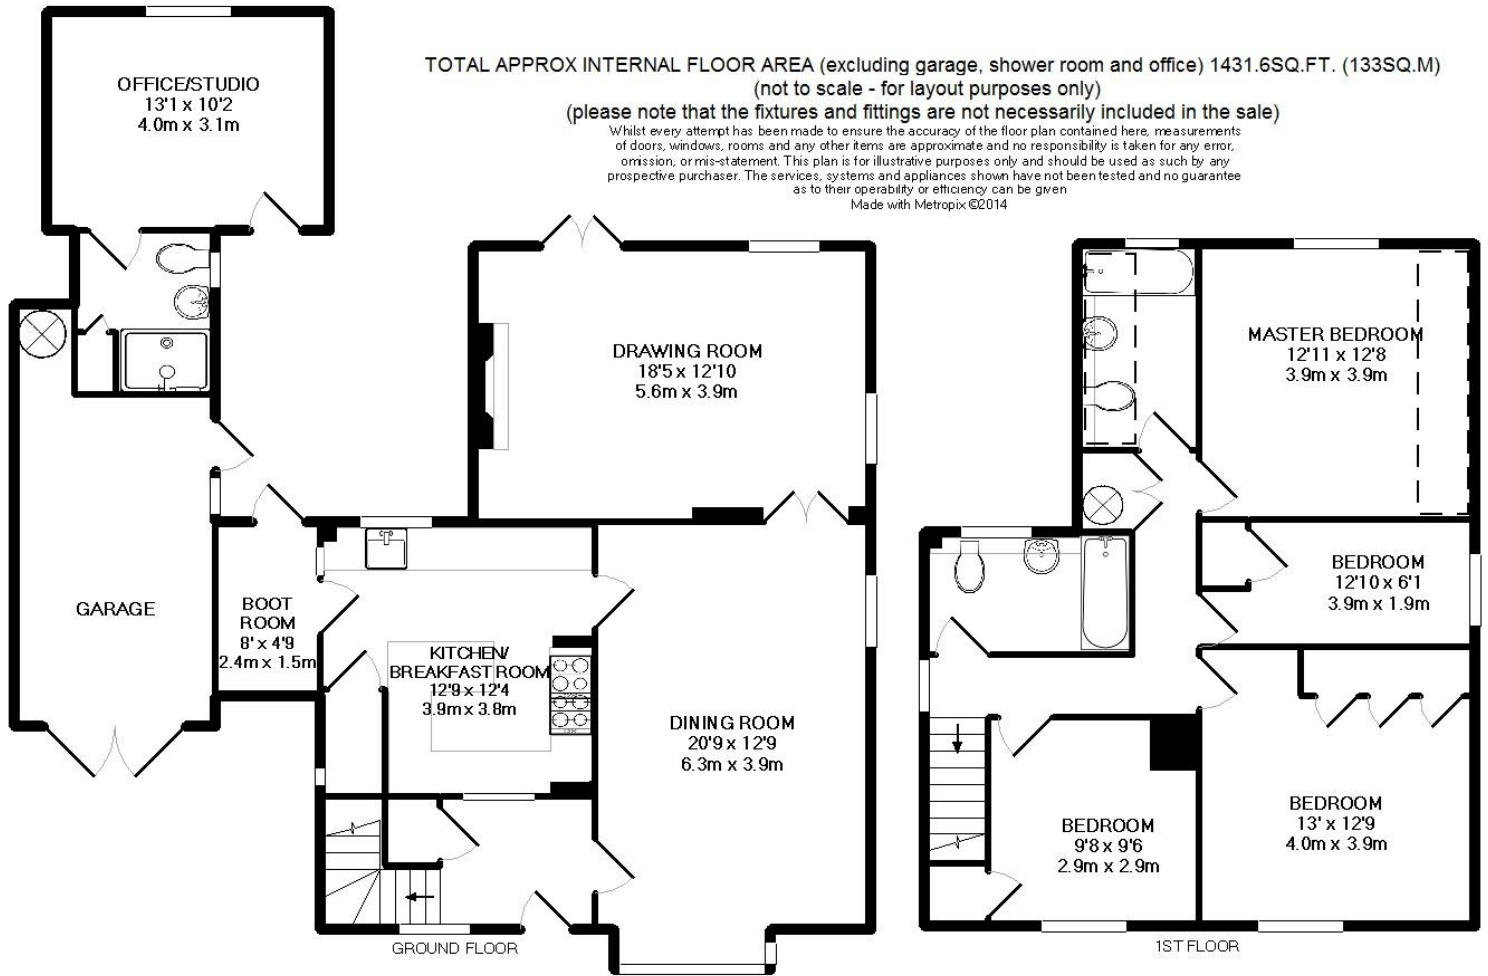 OFFICE/STUDIO
13'1 x 10'2
4.0m x 3.1m
TOTAL APPROX INTERNAL FLOOR AREA (excluding garage, shower room and office) 1431.6SQ.FT. (133SQ.M)
(not to scale - for layout purposes only)
(please note that the fixtures and fittings are not necessarily included in the sale)
Whilst every attempt has been made to ensure the accuracy of the floor plan contained here, measurements
of doors, windows, rooms and any other items are approximate and no responsibility is taken for any error,
omission, or mis-statement. This plan is for illustrative purposes only and should be used as such by any
prospective purchaser. The services, systems and appliances shown have not been tested and no guarantee
as to their operability or efficiency can be given
Made with Metropix ©2014
DRAWING ROOM
18'5 x 12'10
5.6m x 3.9m
MASTER BEDROOM
12'11 x 12'8
3.9m x 3.9m
GARAGE
BOOT
ROOM
8' x 4'9
2.4m x 1.5m
KITCHEN/
BREAKFAST ROOM
12'9 x 12'4
3.9m x 3.8m
DINING ROOM
20'9 x 12'9
6.3m x 3.9m
BEDROOM
12'10 x 6'1
3.9m x 1.9m
BEDROOM
9'8 x 9'6
2.9m x 2.9m
BEDROOM
13' x 12'9
4.0m x 3.9m
GROUND FLOOR
1ST FLOOR